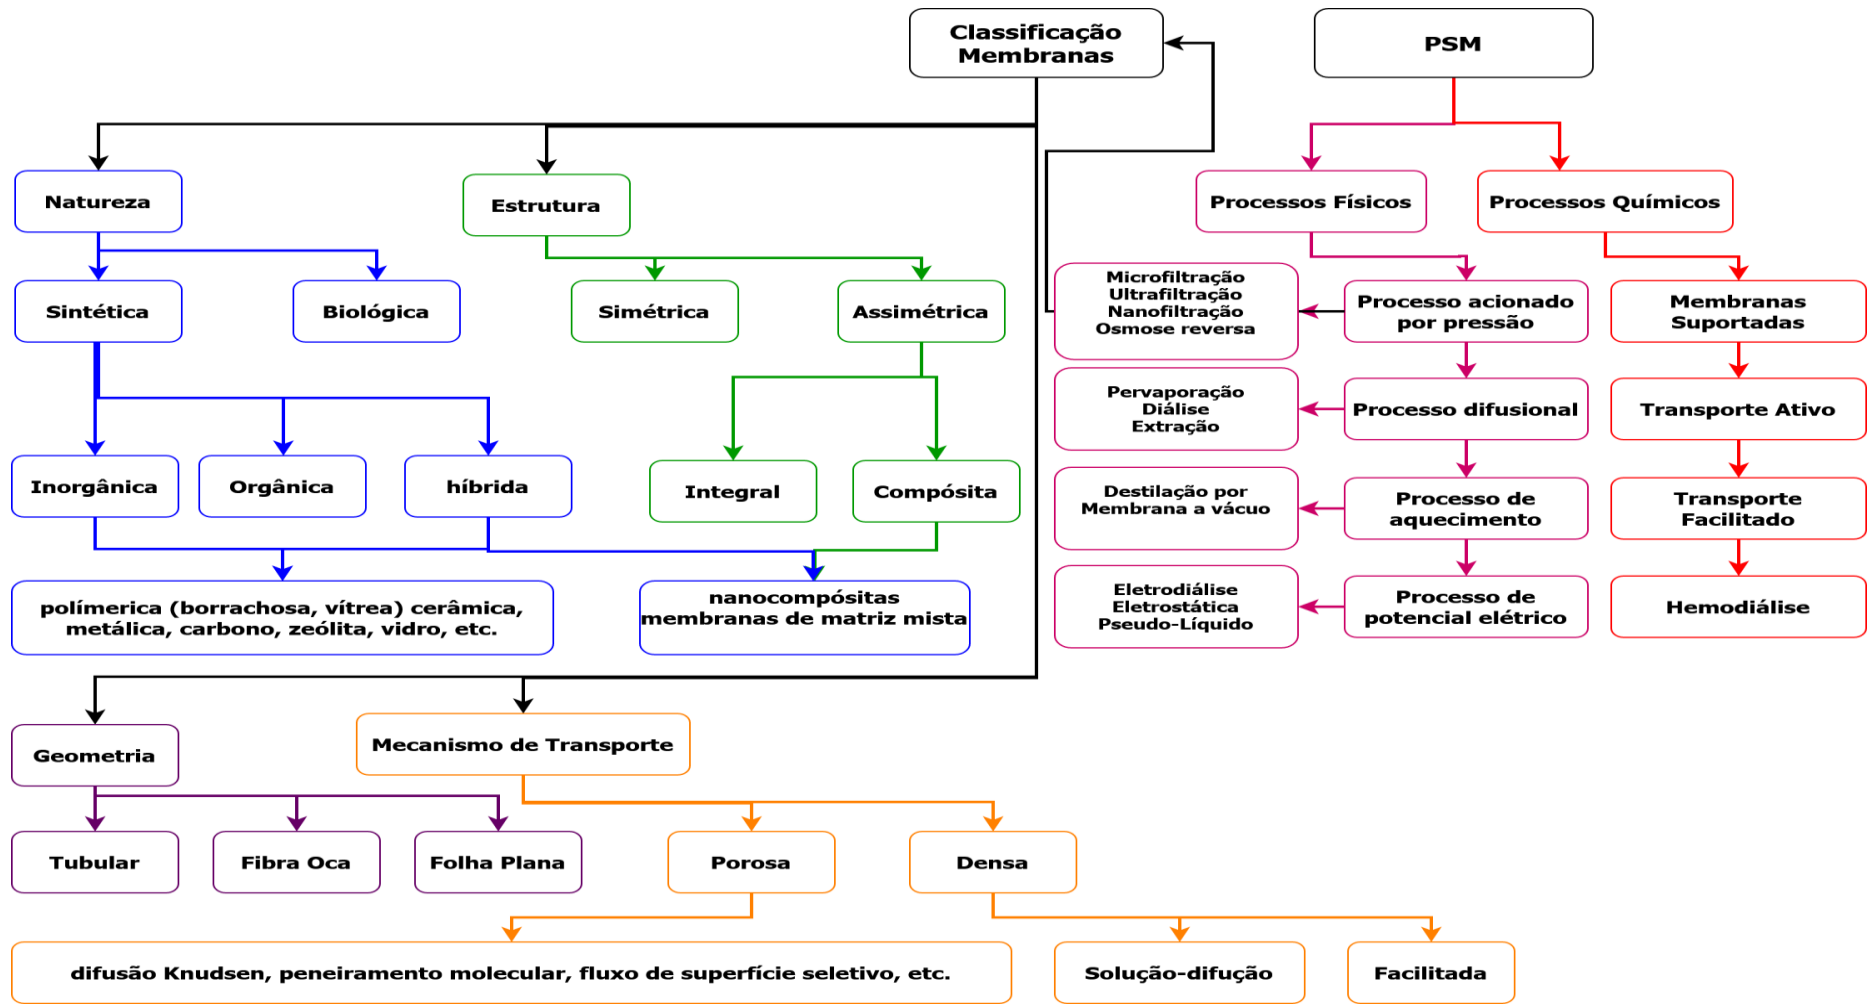 Classificação
Membranas
PSM
Natureza
Estrutura
Processos Físicos
Processos Químicos
Sintética
Biológica
Simétrica
Assimétrica
Microfiltração
Ultrafiltração
Nanofiltração
Osmose reversa
Processo acionado
por pressão
Membranas
Suportadas
Pervaporação
Diálise
Extração
Processo difusional
Transporte Ativo
Inorgânica
Orgânica
híbrida
Integral
Compósita
Destilação por
Membrana a vácuo
Processo de
aquecimento
Transporte
Facilitado
polímerica (borrachosa, vítrea) cerâmica,
metálica, carbono, zeólita, vidro, etc.
nanocompósitas
membranas de matriz mista
Eletrodiálise
Eletrostática
Pseudo-Líquido
Processo de
potencial elétrico
Hemodiálise
Geometria
Mecanismo de Transporte
Tubular
Fibra Oca
Folha Plana
Porosa
Densa
difusão Knudsen, peneiramento molecular, fluxo de superfície seletivo, etc.
Solução-difução
Facilitada